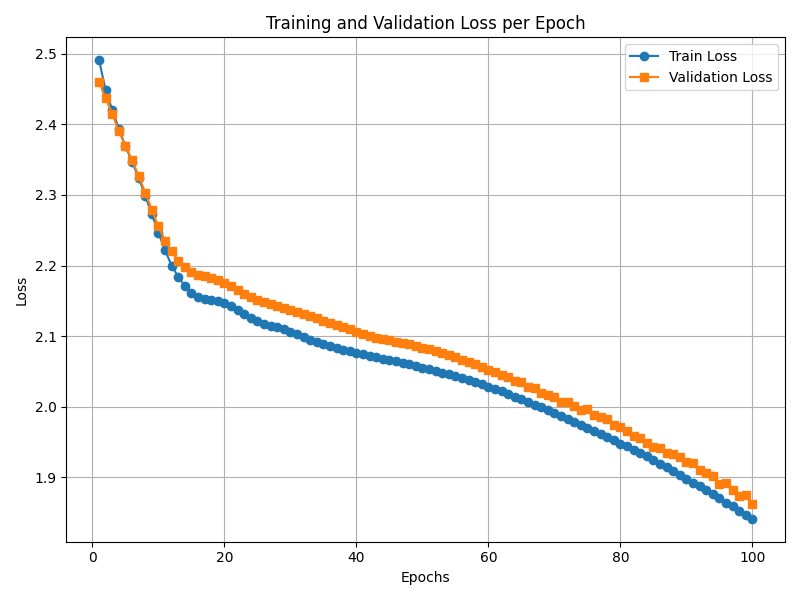 Training and Validation Loss per Epoch
Train Loss
Validation Loss
2.5
2.4
2.3
2.2
2.1
2.0
1.9
Loss
0 20 40 60 80 100
Epochs